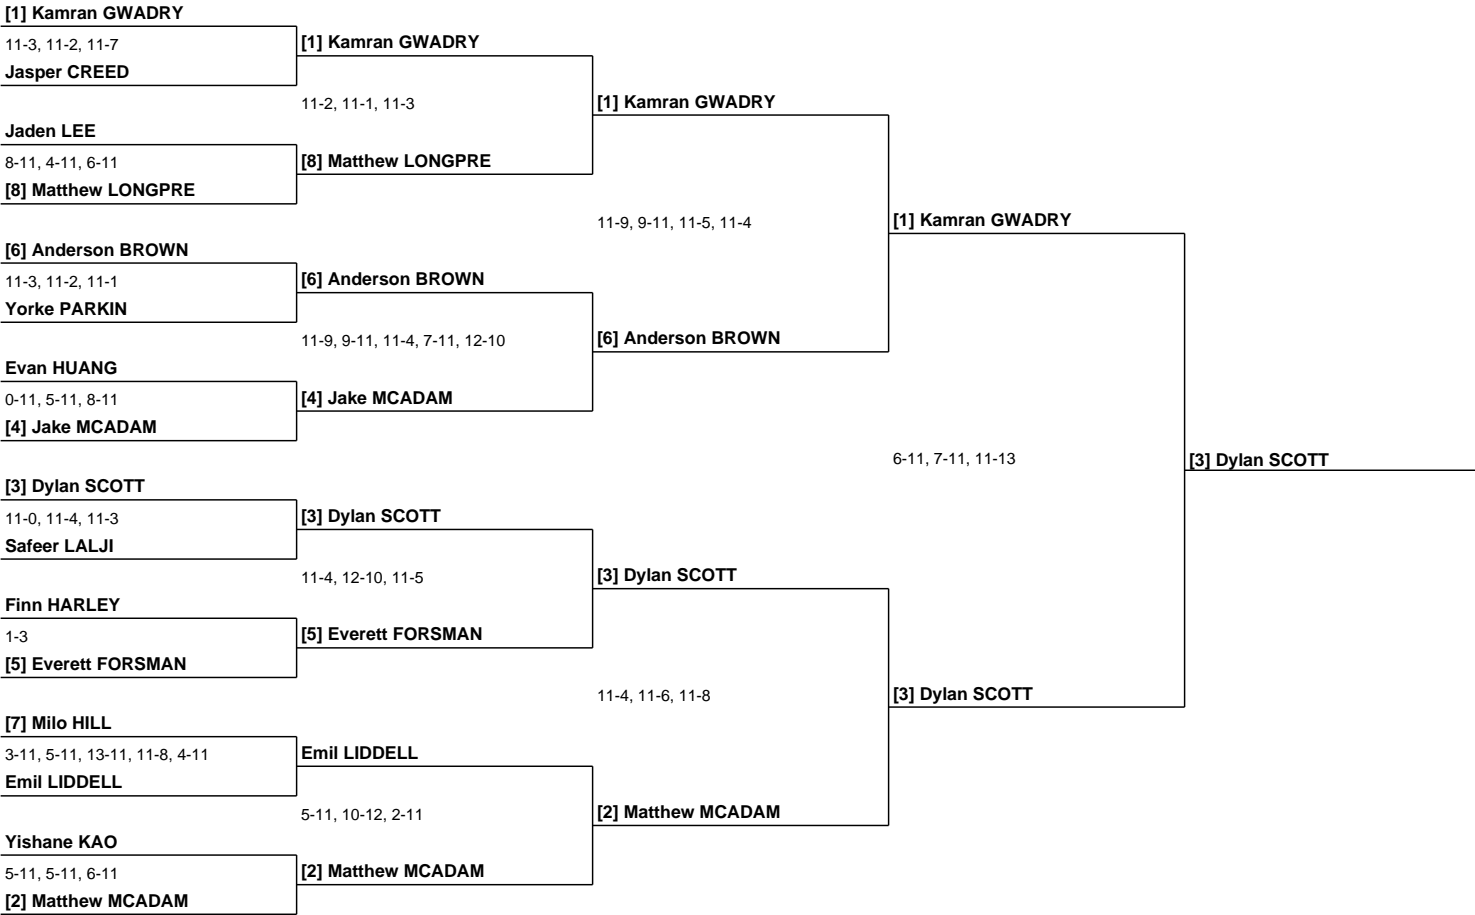 [1] Kamran GWADRY
11-3, 11-2, 11-7
Jasper CREED
Jaden LEE
8-11, 4-11, 6-11
[8] Matthew LONGPRE
[6] Anderson BROWN
11-3, 11-2, 11-1
Yorke PARKIN
Evan HUANG
0-11, 5-11, 8-11
[4] Jake MCADAM
[3] Dylan SCOTT
11-0, 11-4, 11-3
Safeer LALJI
Finn HARLEY
1-3
[5] Everett FORSMAN
[7] Milo HILL
3-11, 5-11, 13-11, 11-8, 4-11
Emil LIDDELL
Yishane KAO
5-11, 5-11, 6-11
[2] Matthew MCADAM
[1] Kamran GWADRY
11-2, 11-1, 11-3
[8] Matthew LONGPRE
[6] Anderson BROWN
11-9, 9-11, 11-4, 7-11, 12-10
[4] Jake MCADAM
[3] Dylan SCOTT
11-4, 12-10, 11-5
[5] Everett FORSMAN
Emil LIDDELL
5-11, 10-12, 2-11
[2] Matthew MCADAM
[1] Kamran GWADRY
11-9, 9-11, 11-5, 11-4
[6] Anderson BROWN
[3] Dylan SCOTT
11-4, 11-6, 11-8
[2] Matthew MCADAM
[1] Kamran GWADRY
6-11, 7-11, 11-13
[3] Dylan SCOTT
[3] Dylan SCOTT